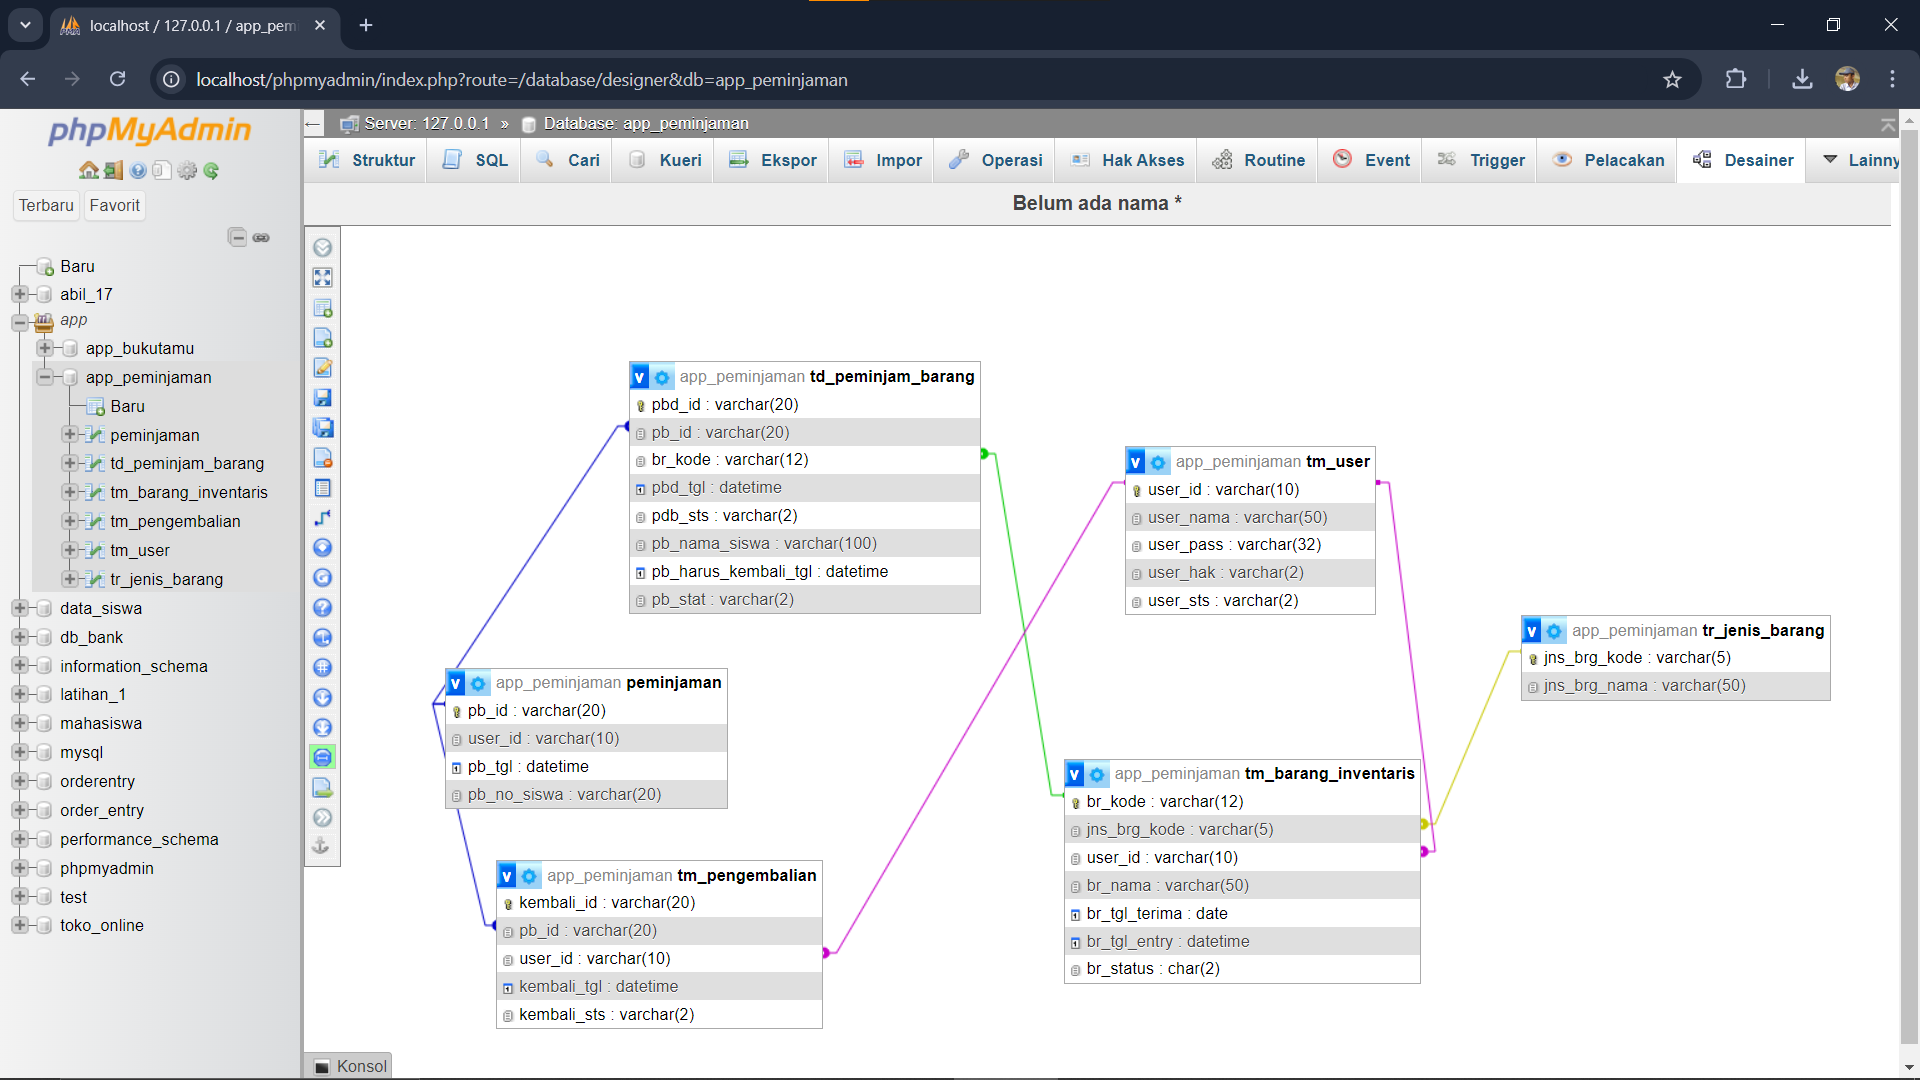 localhost / 127.0.0.1 / app_pem
localhost/phpmyadmin/index.php?route=/database/designer&db=app_peminjaman
phpMyAdmin
Terbaru
Favorit
Baru
abil_17
app
app_bukutamu
app_peminjaman
Baru
peminjaman
td_peminjam_barang
tm_barang_inventaris
tm_pengembalian
tm_user
tr_jenis_barang
data_siswa
db_bank
information_schema
latihan_1
mahasiswa
mysql
orderentry
order_entry
performance_schema
phpmyadmin
test
toko_online
Server: 127.0.0.1 » Database: app_peminjaman
Struktur
SQL
Cari
Kueri
Ekspor
Impor
Operasi
Hak Akses
Routine
Event
Trigger
Pelacakan
Desainer
Lainny
Belum ada nama *
v app_peminjaman td_peminjam_barang
pbd_id : varchar(20)
pb_id : varchar(20)
br_kode : varchar(12)
pbd_tgl : datetime
pdb_sts : varchar(2)
pb_nama_siswa : varchar(100)
pb_harus_kembali_tgl : datetime
pb_stat : varchar(2)
v app_peminjaman tm_user
user_id : varchar(10)
user_nama : varchar(50)
user_pass : varchar(32)
user_hak : varchar(2)
user_sts : varchar(2)
v app_peminjaman tr_jenis_barang
jns_brg_kode : varchar(5)
jns_brg_nama : varchar(50)
v app_peminjaman peminjaman
pb_id : varchar(20)
user_id : varchar(10)
pb_tgl : datetime
pb_no_siswa : varchar(20)
v app_peminjaman tm_barang_inventaris
br_kode : varchar(12)
jns_brg_kode : varchar(5)
user_id : varchar(10)
br_nama : varchar(50)
br_tgl_terima : date
br_tgl_entry : datetime
br_status : char(2)
v app_peminjaman tm_pengembalian
kembali_id : varchar(20)
pb_id : varchar(20)
user_id : varchar(10)
kembali_tgl : datetime
kembali_sts : varchar(2)
Konsol